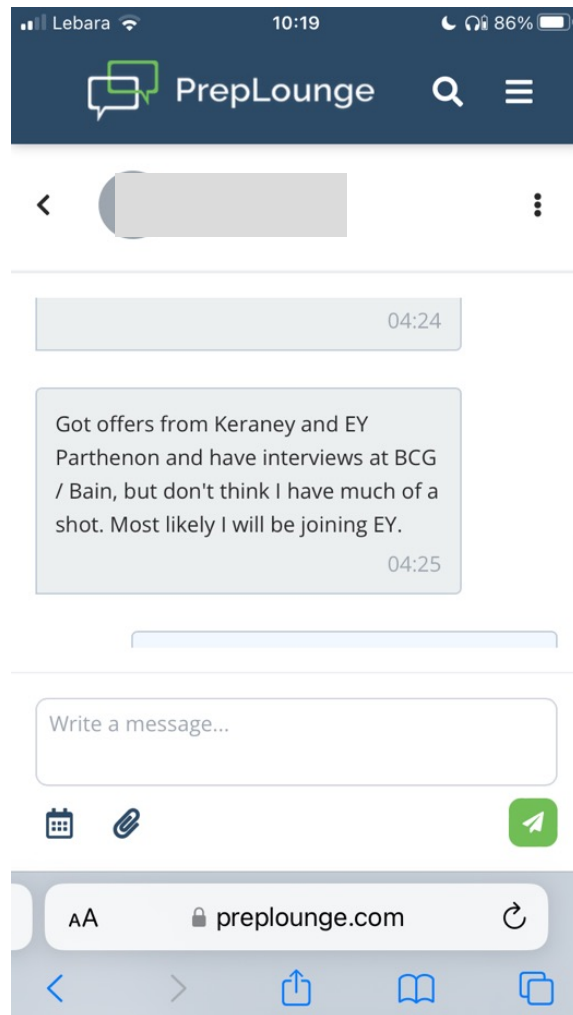 Lebara 10:19 86%
PrepLounge
04:24
Got offers from Keraney and EY
Parthenon and have interviews at BCG
/ Bain, but don't think I have much of a
shot. Most likely I will be joining EY.
04:25
Write a message...
AA preplounge.com